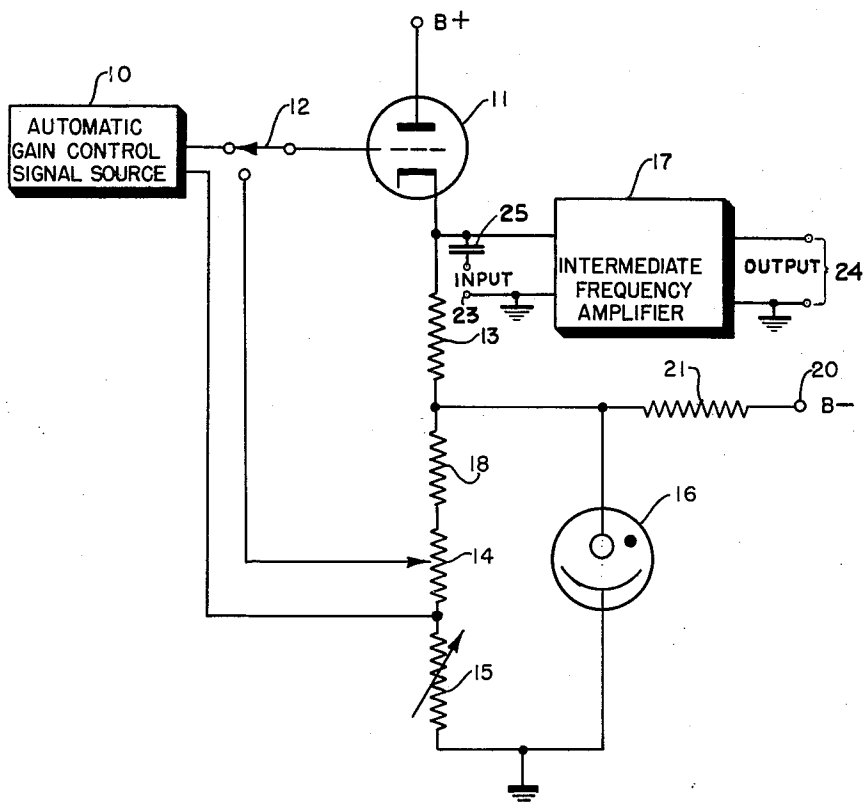 B+
10
11
12
AUTOMATIC
GAIN CONTROL
SIGNAL SOURCE
17
25
INPUT
23
INTERMEDIATE
FREQUENCY
AMPLIFIER
OUTPUT
24
13
21
20
B-
18
16
14
15